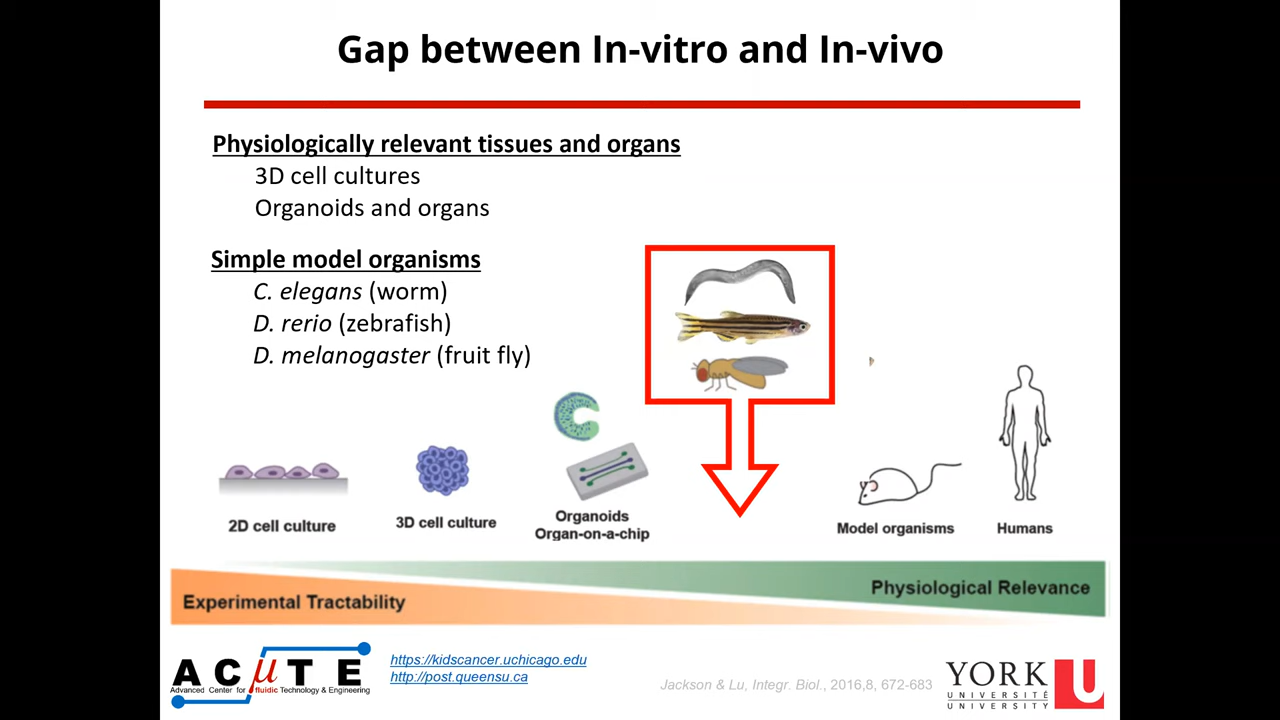 Gap between In-vitro and In-vivo
Physiologically relevant tissues and organs
3D cell cultures
Organoids and organs
Simple model organisms
C. elegans (worm)
D. rerio (zebrafish)
D. melanogaster (fruit fly)
2D cell culture
3D cell culture
Organoids
Organ-on-a-chip
Model organisms
Humans
Physiological Relevance
Experimental Tractability
ACμTE
Advanced Center for μfluidic Technology & Engineering
https://kidscancer.uchicago.edu
http://post.queensu.ca
Jackson & Lu, Integr. Biol., 2016,8, 672-683
YORK U
UNIVERSITÉ
UNIVERSITY